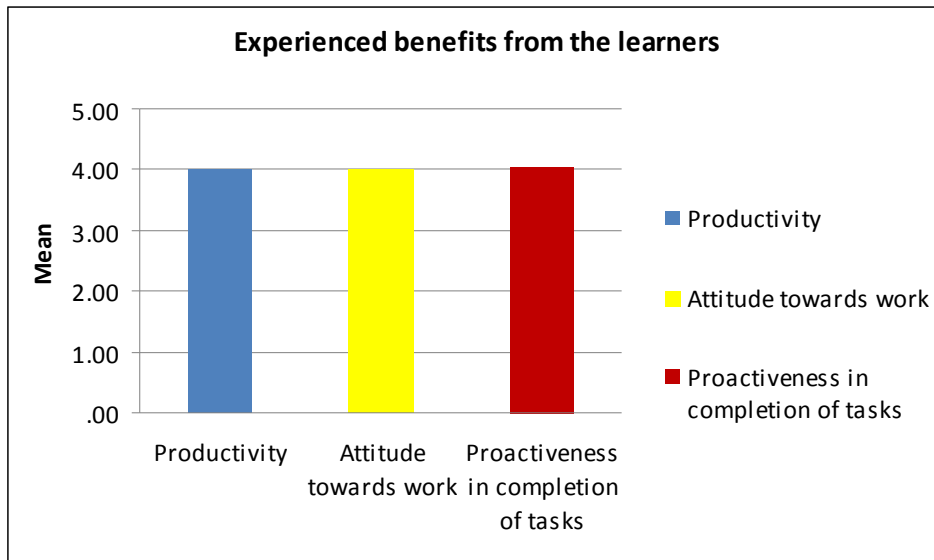 Experienced benefits from the learners
5.00
4.00
3.00
2.00
1.00
.00
Mean
Productivity
Attitude
towards work
Proactiveness
in completion
of tasks
Productivity
Attitude towards work
Proactiveness in
completion of tasks